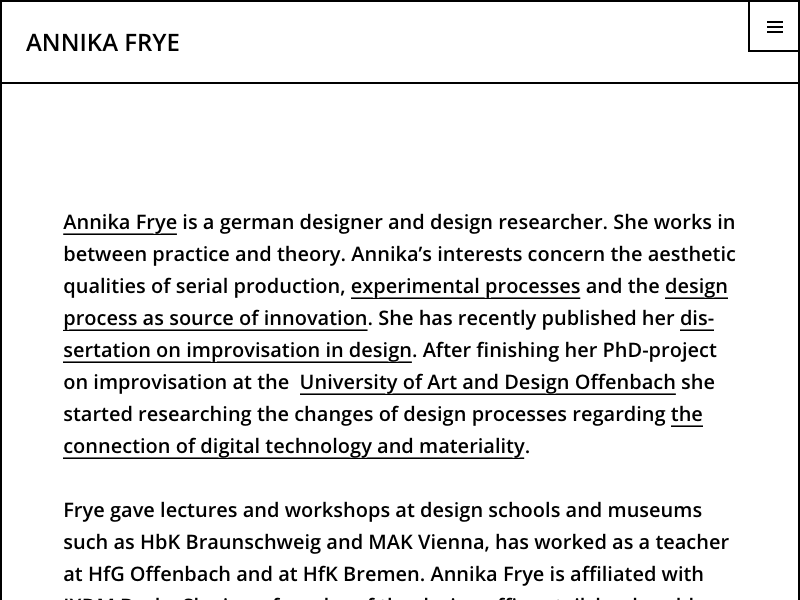 ANNIKA FRYE
Annika Frye is a german designer and design researcher. She works in
between practice and theory. Annika’s interests concern the aesthetic
qualities of serial production, experimental processes and the design
process as source of innovation. She has recently published her dis-
sertation on improvisation in design. After finishing her PhD-project
on improvisation at the  University of Art and Design Offenbach she
started researching the changes of design processes regarding the
connection of digital technology and materiality.
Frye gave lectures and workshops at design schools and museums
such as HbK Braunschweig and MAK Vienna, has worked as a teacher
at HfG Offenbach and at HfK Bremen. Annika Frye is affiliated with